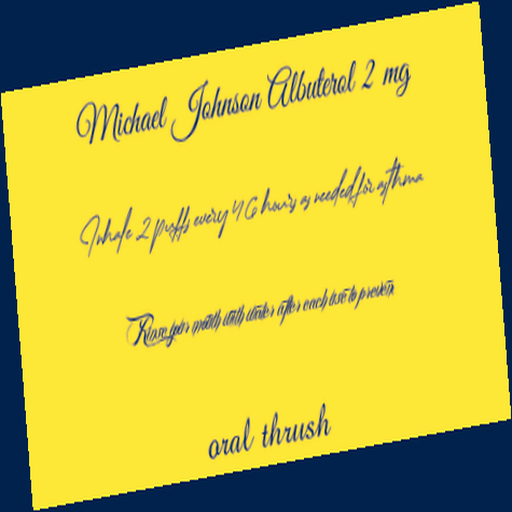 Michael Johnson Albuterol 2 mg
Inhale 2 puffs every 4 6 hours as needed for asthma
Rinse your mouth with water after each use to prevent
oral thrush